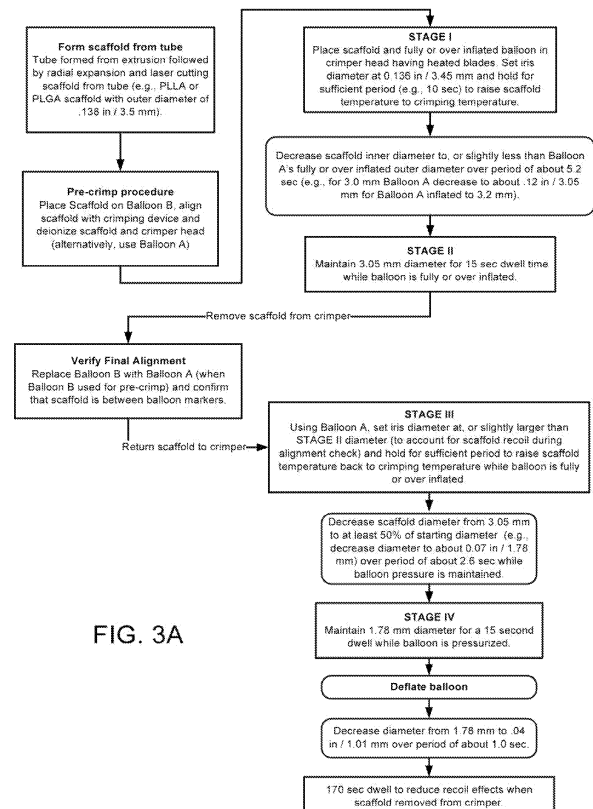 Form scaffold from tube
Tube formed from extrusion followed
by radial expansion and laser cutting
scaffold from tube (e.g., PLLA or
PLGA scaffold with outer diameter of
.138 in / 3.5 mm).
Pre-crimp procedure
Place Scaffold on Balloon B, align
scaffold with crimping device and
deionize scaffold and crimper head
(alternatively, use Balloon A)
STAGE I
Place scaffold and fully or over inflated balloon in
crimper head having heated blades. Set iris
diameter at 0.136 in / 3.45 mm and hold for
sufficient period (e.g., 10 sec) to raise scaffold
temperature to crimping temperature.
Decrease scaffold inner diameter to, or slightly less than Balloon
A's fully or over inflated outer diameter over period of about 5.2
sec (e.g., for 3.0 mm Balloon A decrease to about .12 in / 3.05
mm for Balloon A inflated to 3.2 mm).
STAGE II
Maintain 3.05 mm diameter for 15 sec dwell time
while balloon is fully or over inflated.
Remove scaffold from crimper
Verify Final Alignment
Replace Balloon B with Balloon A (when
Balloon B used for pre-crimp) and confirm
that scaffold is between balloon markers.
Return scaffold to crimper
STAGE III
Using Balloon A, set iris diameter at, or slightly larger than
STAGE II diameter (to account for scaffold recoil during
alignment check) and hold for sufficient period to raise scaffold
temperature back to crimping temperature while balloon is fully
or over inflated
Decrease scaffold diameter from 3.05 mm
to at least 50% of starting diameter (e.g.,
decrease diameter to about 0.07 in / 1.78
mm) over period of about 2.6 sec while
balloon pressure is maintained.
STAGE IV
Maintain 1.78 mm diameter for a 15 second
dwell while balloon is pressurized.
FIG. 3A
Deflate balloon
Decrease diameter from 1.78 mm to .04
in / 1.01 mm over period of about 1.0 sec.
170 sec dwell to reduce recoil effects when
scaffold removed from crimper.